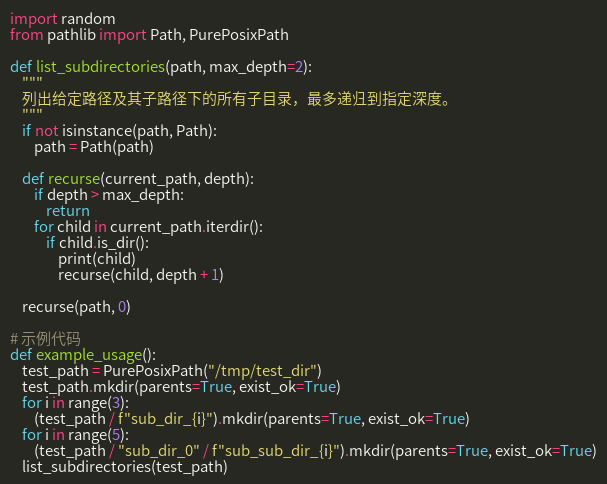 import random
from pathlib import Path, PurePosixPath

def list_subdirectories(path, max_depth=2):
    """
    列出给定路径及其子路径下的所有子目录，最多递归到指定深度。
    """
    if not isinstance(path, Path):
        path = Path(path)

    def recurse(current_path, depth):
        if depth > max_depth:
            return
        for child in current_path.iterdir():
            if child.is_dir():
                print(child)
                recurse(child, depth + 1)

    recurse(path, 0)

# 示例代码
def example_usage():
    test_path = PurePosixPath("/tmp/test_dir")
    test_path.mkdir(parents=True, exist_ok=True)
    for i in range(3):
        (test_path / f"sub_dir_{i}").mkdir(parents=True, exist_ok=True)
    for i in range(5):
        (test_path / "sub_dir_0" / f"sub_sub_dir_{i}").mkdir(parents=True, exist_ok=True)
    list_subdirectories(test_path)